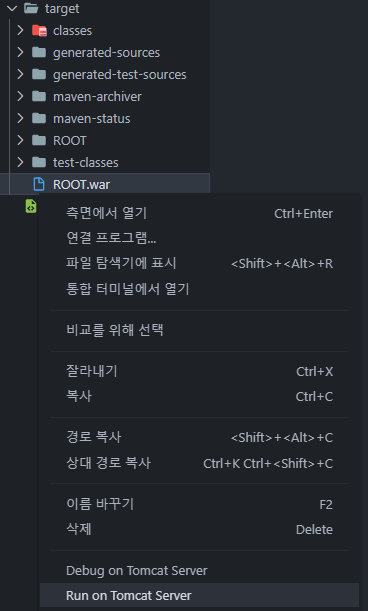 target
classes
generated-sources
generated-test-sources
maven-archiver
maven-status
ROOT
test-classes
ROOT.war
측면에서 열기 Ctrl+Enter
연결 프로그램...
파일 탐색기에 표시 <Shift>+<Alt>+R
통합 터미널에서 열기
비교를 위해 선택
잘라내기 Ctrl+X
복사 Ctrl+C
경로 복사 <Shift>+<Alt>+C
상대 경로 복사 Ctrl+K Ctrl+<Shift>+C
이름 바꾸기 F2
삭제 Delete
Debug on Tomcat Server
Run on Tomcat Server